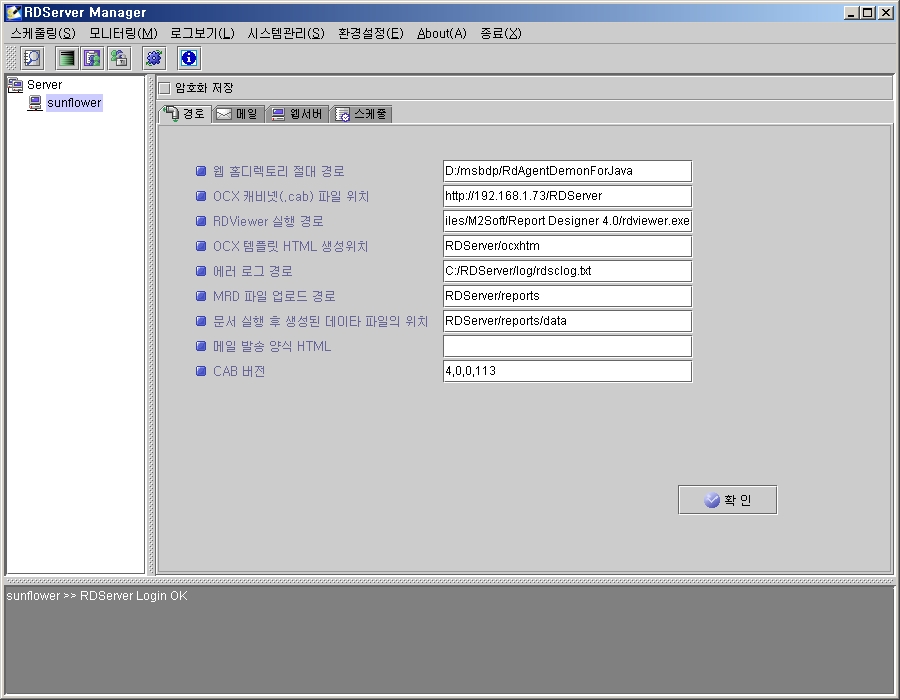 RDServer Manager
스케줄링(S) 모니터링(M) 로그보기(L) 시스템관리(S) 환경설정(E) About(A) 종료(X)
Server
sunflower
암호화 저장
경로 메일 웹서버 스케줄
웹 홈디렉토리 절대 경로 D:/msbdp/RdAgentDemonForJava
OCX 캐비넷(.cab) 파일 위치 http://192.168.1.73/RDServer
RDViewer 실행 경로 iles/M2Soft/Report Designer 4.0/rdviewer.exe
OCX 템플릿 HTML 생성위치 RDServer/ocxhtm
에러 로그 경로 C:/RDServer/log/rdsclog.txt
MRD 파일 업로드 경로 RDServer/reports
문서 실행 후 생성된 데이타 파일의 위치 RDServer/reports/data
메일 발송 양식 HTML
CAB 버전 4,0,0,113
확 인
sunflower >> RDServer Login OK